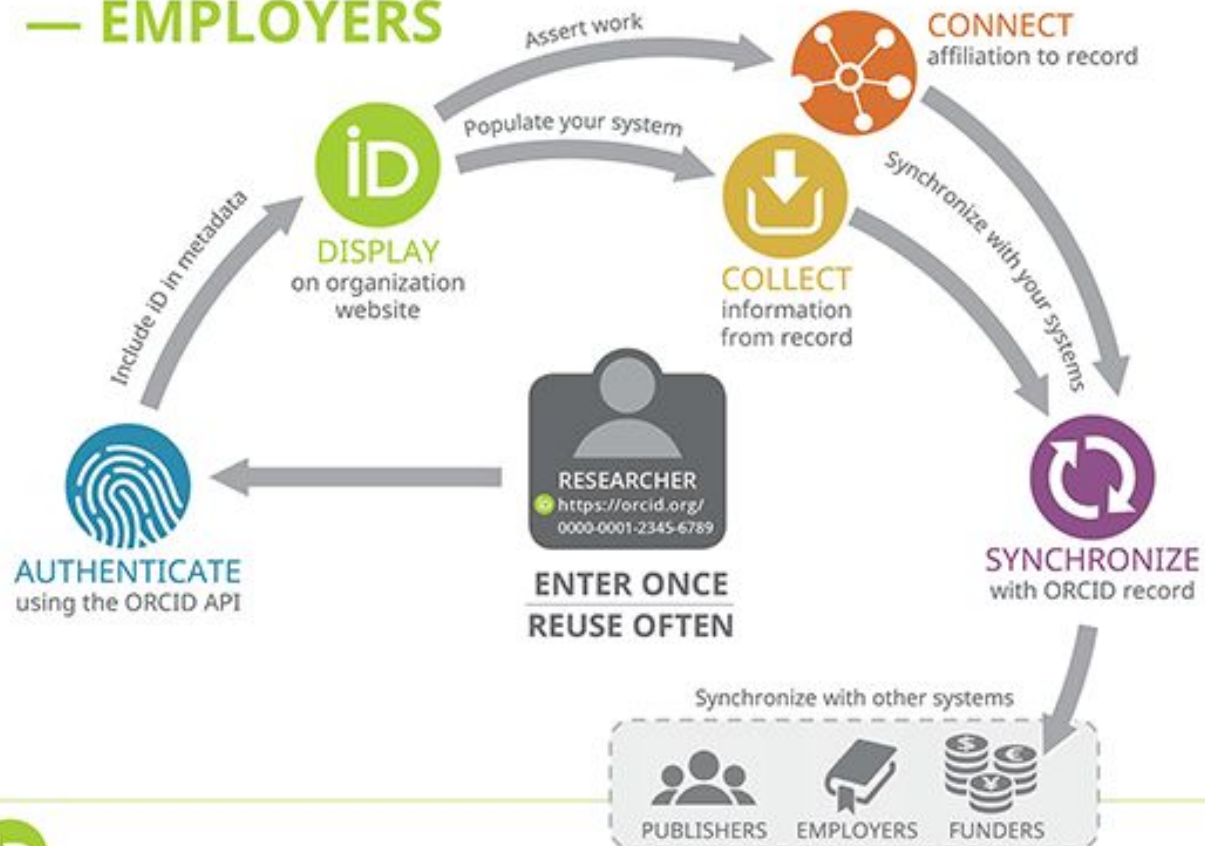 — EMPLOYERS
Assert work
CONNECT
affiliation to record
Populate your system
iD
DISPLAY
on organization
website
Include iD in metadata
COLLECT
information
from record
Synchronize with your systems
RESEARCHER
iD https://orcid.org/
0000-0001-2345-6789
ENTER ONCE
REUSE OFTEN
AUTHENTICATE
using the ORCID API
SYNCHRONIZE
with ORCID record
Synchronize with other systems
$ € ¥
PUBLISHERS EMPLOYERS FUNDERS